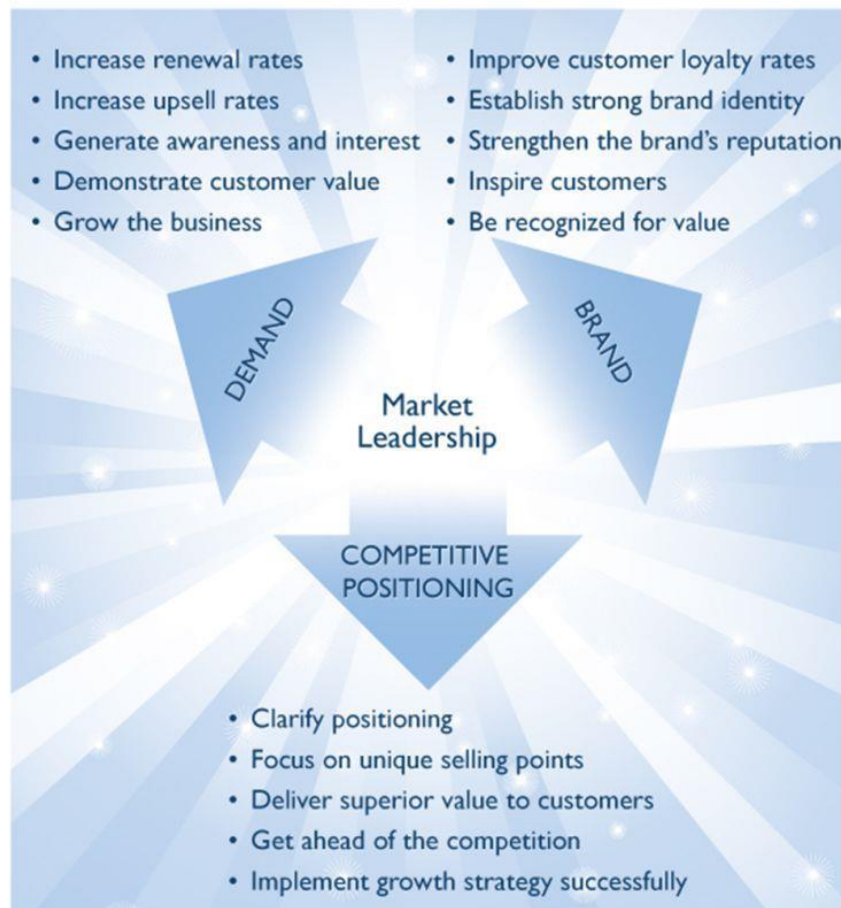 • Increase renewal rates
• Increase upsell rates
• Generate awareness and interest
• Demonstrate customer value
• Grow the business
• Improve customer loyalty rates
• Establish strong brand identity
• Strengthen the brand's reputation
• Inspire customers
• Be recognized for value
DEMAND
BRAND
Market
Leadership
COMPETITIVE
POSITIONING
• Clarify positioning
• Focus on unique selling points
• Deliver superior value to customers
• Get ahead of the competition
• Implement growth strategy successfully